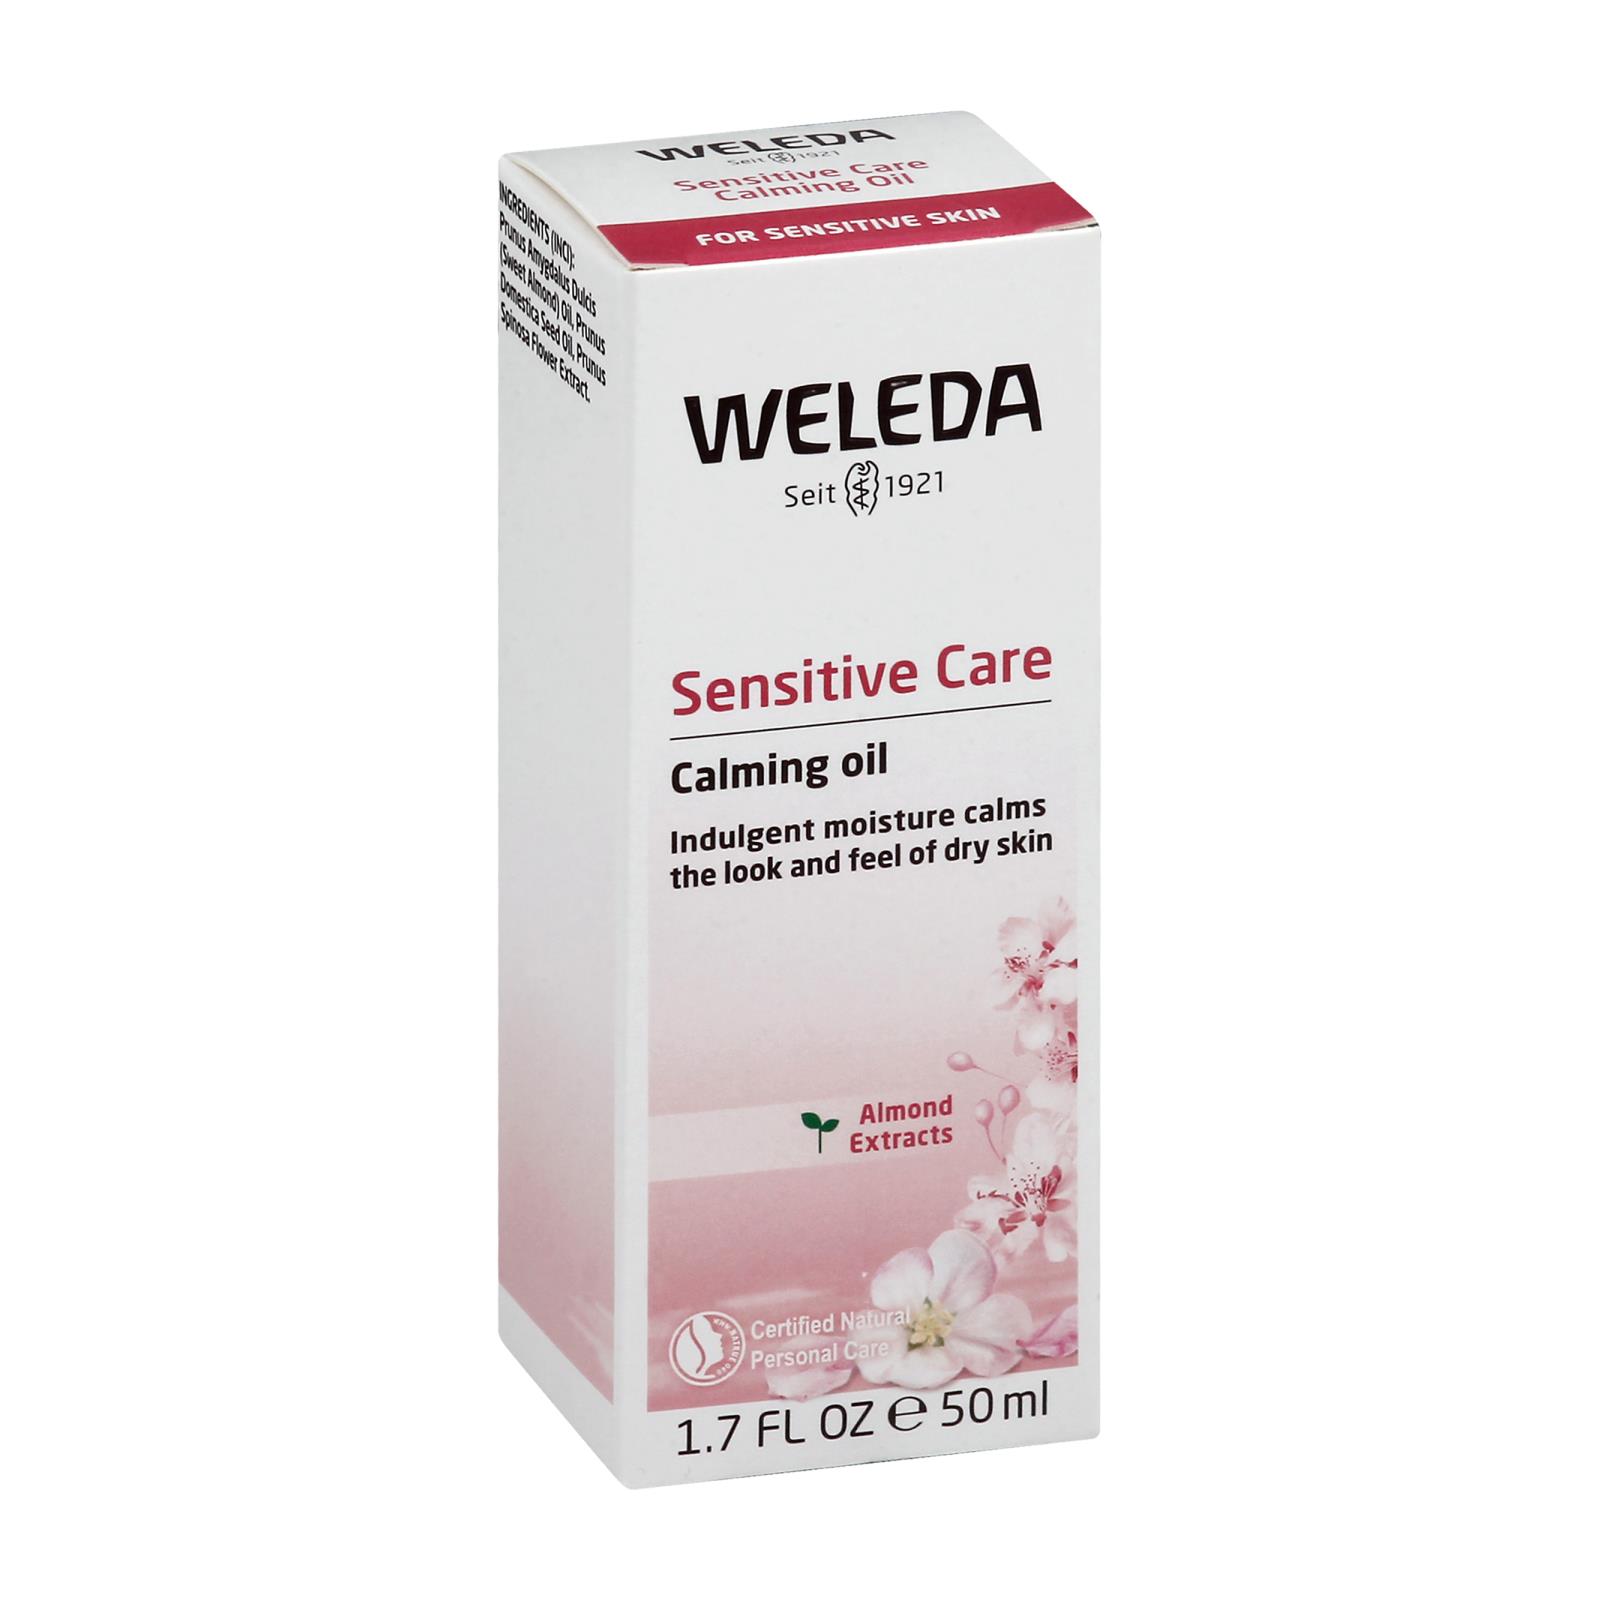 WELEDA
Seit 1921
Sensitive Care
Calming Oil
FOR SENSITIVE SKIN
INGREDIENTS (INCI):
Prunus Amygdalus Dulcis
(Sweet Almond) Oil, Prunus
Domestica Seed Oil, Prunus
Spinosa Flower Extract.
WELEDA
Seit 1921
Sensitive Care
Calming oil
Indulgent moisture calms
the look and feel of dry skin
Almond
Extracts
Certified Natural
Personal Care
1.7 FL OZ ℮ 50 ml